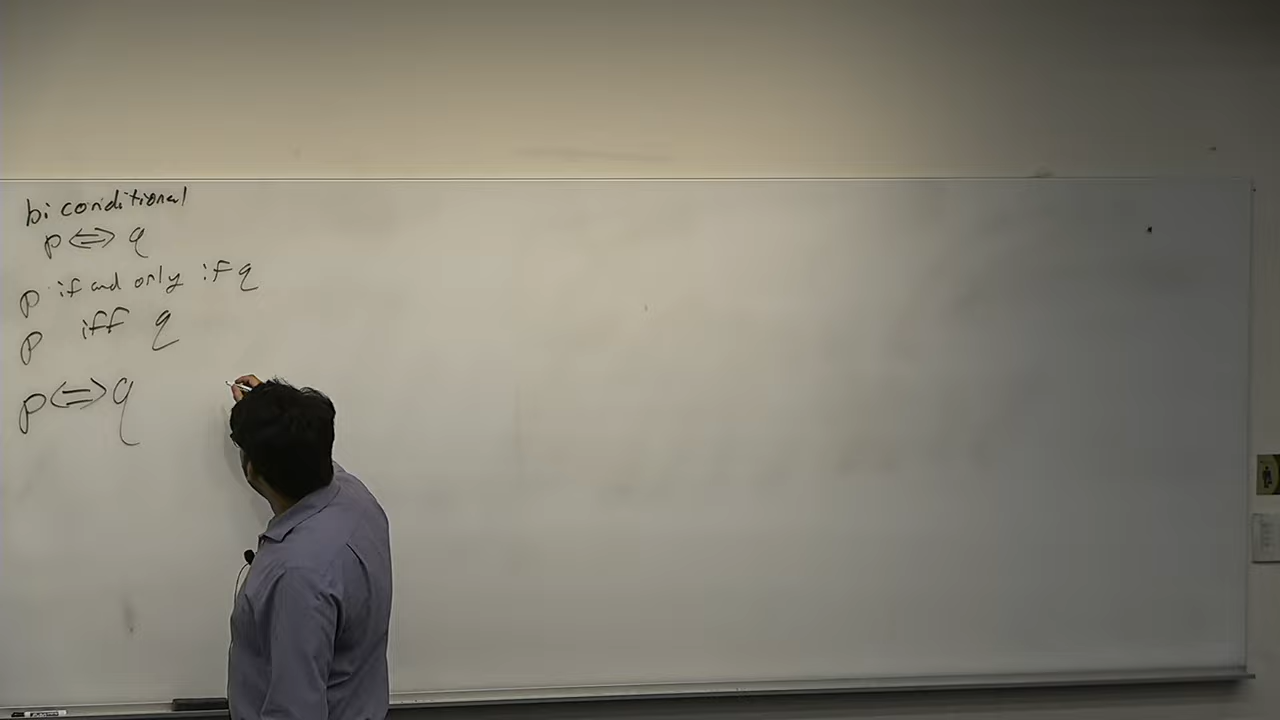 bi conditional
p⇔q
p if and only if q
p iff q
p⇔q